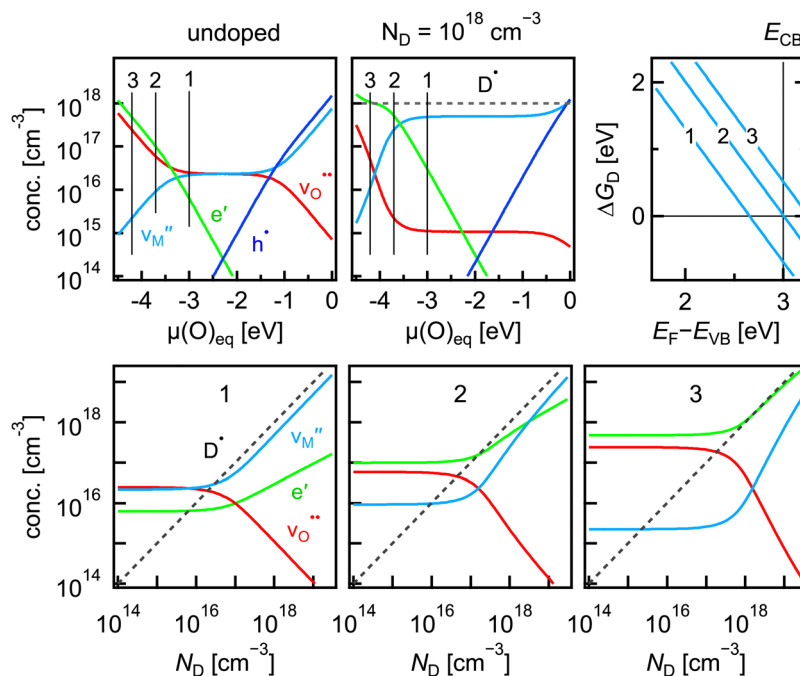 undoped
N_D = 10^18 cm^−3
E_CB
3 2 1
3 2 1
D•
conc. [cm^−3]
10^18
10^17
10^16
10^15
10^14
v_O••
e′
v_M″
h•
-4 -3 -2 -1 0
μ(O)_eq [eV]
-4 -3 -2 -1 0
μ(O)_eq [eV]
ΔG_D [eV]
2
0
1 2 3
2 3
E_F−E_VB [eV]
conc. [cm^−3]
10^18
10^16
10^14
1
D•
v_M″
e′
v_O••
10^14 10^16 10^18
N_D [cm^−3]
2
10^14 10^16 10^18
N_D [cm^−3]
3
10^14 10^16 10^18
N_D [cm^−3]